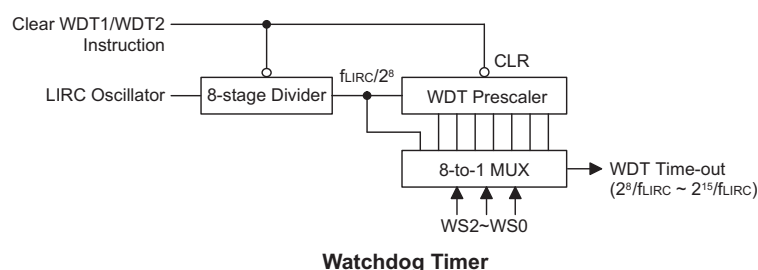 Clear WDT1/WDT2
Instruction
CLR
fLIRC/2⁸
LIRC Oscillator
8-stage Divider
WDT Prescaler
8-to-1 MUX
WDT Time-out
(2⁸/fLIRC ~ 2¹⁵/fLIRC)
WS2~WS0
Watchdog Timer